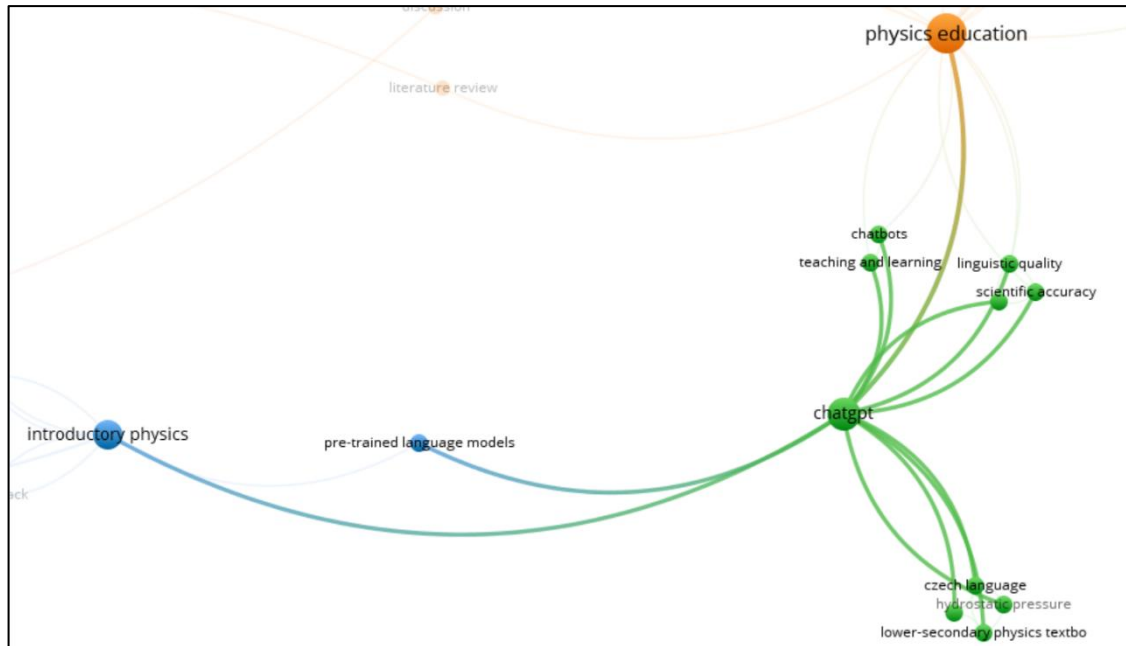 discussion
physics education
literature review
chatbots
teaching and learning
linguistic quality
scientific accuracy
chatgpt
introductory physics
pre-trained language models
ack
czech language
hydrostatic pressure
lower-secondary physics textbo